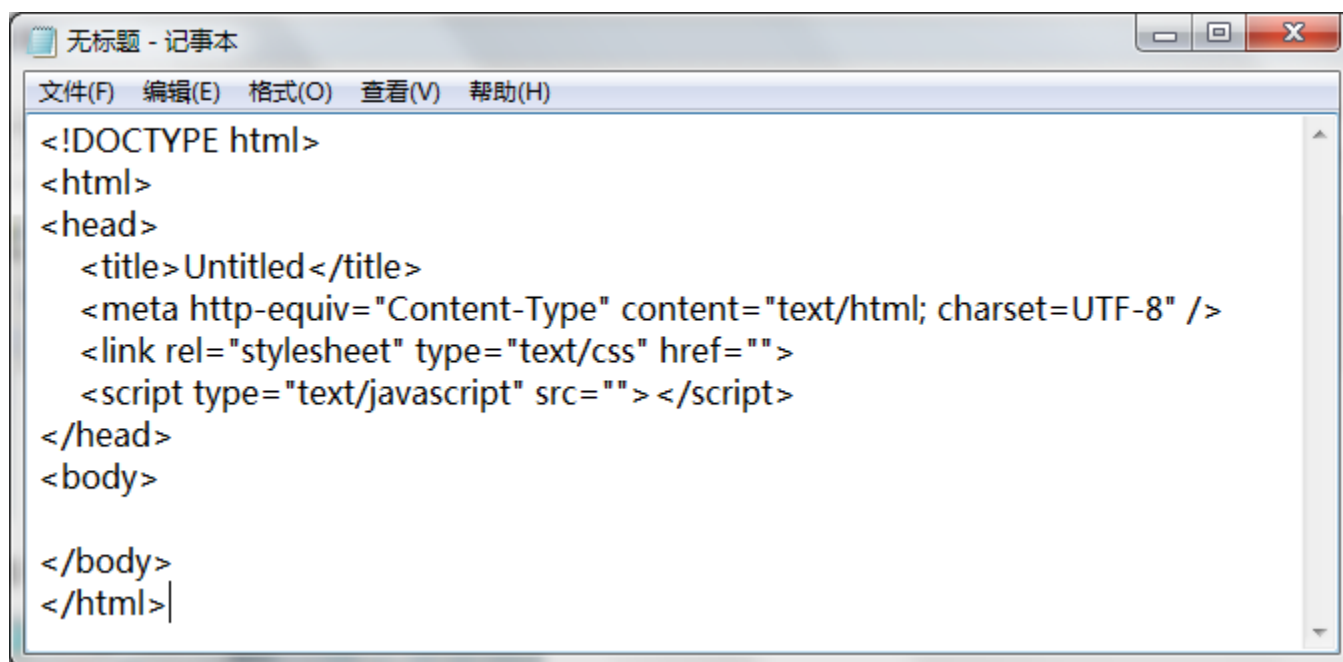 无标题 - 记事本
文件(F) 编辑(E) 格式(O) 查看(V) 帮助(H)
<!DOCTYPE html>
<html>
<head>
    <title>Untitled</title>
    <meta http-equiv="Content-Type" content="text/html; charset=UTF-8" />
    <link rel="stylesheet" type="text/css" href="">
    <script type="text/javascript" src=""></script>
</head>
<body>

</body>
</html>